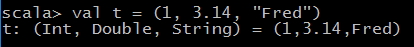 scala> val t = (1, 3.14, "Fred")
t: (Int, Double, String) = (1,3.14,Fred)